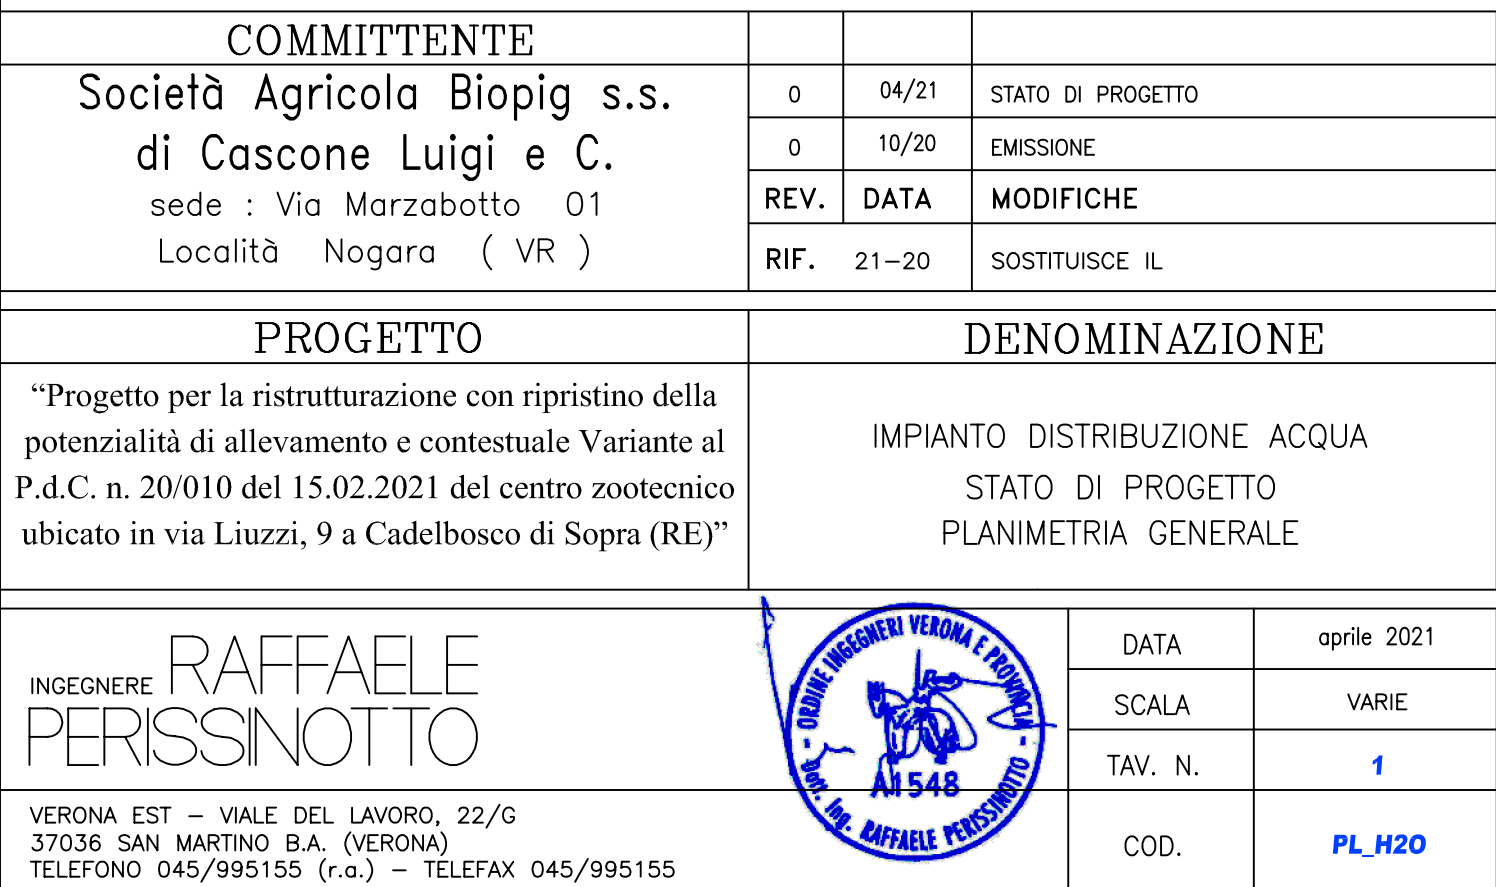 COMMITTENTE
Società Agricola Biopig s.s.
di Cascone Luigi e C.
sede : Via Marzabotto 01
Località Nogara ( VR )
0 04/21 STATO DI PROGETTO
0 10/20 EMISSIONE
REV. DATA MODIFICHE
RIF. 21-20 SOSTITUISCE IL
PROGETTO
“Progetto per la ristrutturazione con ripristino della
potenzialità di allevamento e contestuale Variante al
P.d.C. n. 20/010 del 15.02.2021 del centro zootecnico
ubicato in via Liuzzi, 9 a Cadelbosco di Sopra (RE)”
DENOMINAZIONE
IMPIANTO DISTRIBUZIONE ACQUA
STATO DI PROGETTO
PLANIMETRIA GENERALE
INGEGNERE RAFFAELE
PERISSINOTTO
VERONA EST – VIALE DEL LAVORO, 22/G
37036 SAN MARTINO B.A. (VERONA)
TELEFONO 045/995155 (r.a.) – TELEFAX 045/995155
- ORDINE INGEGNERI VERONA E PROVINCIA -
A1548
Dott. Ing. RAFFAELE PERISSINOTTO
DATA aprile 2021
SCALA VARIE
TAV. N. 1
COD. PL_H2O